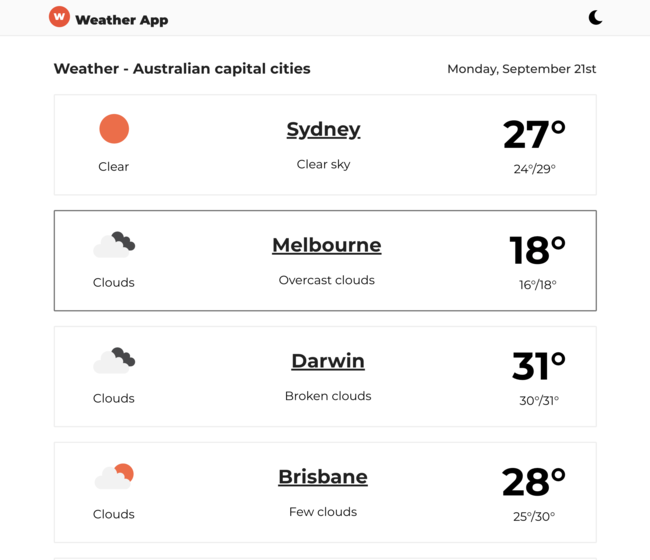 W Weather App
Weather - Australian capital cities Monday, September 21st
Sydney 27°
Clear Clear sky 24°/29°
Melbourne 18°
Clouds Overcast clouds 16°/18°
Darwin 31°
Clouds Broken clouds 30°/31°
Brisbane 28°
Clouds Few clouds 25°/30°